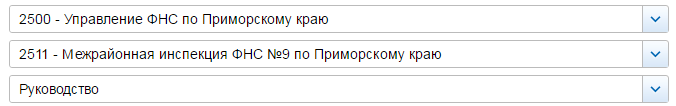 2500 - Управление ФНС по Приморскому краю
2511 - Межрайонная инспекция ФНС №9 по Приморскому краю
Руководство